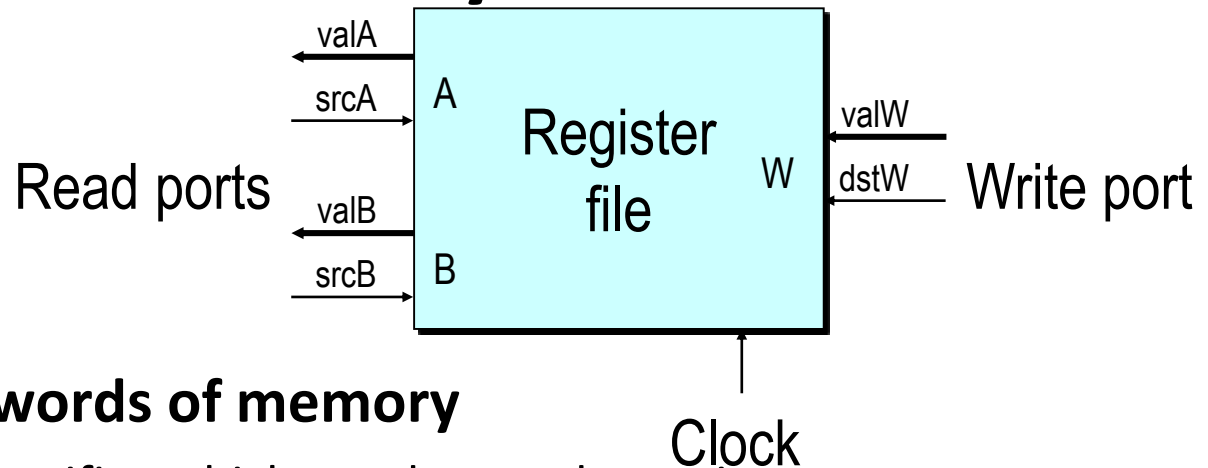 valA
srcA
A
Register
file
valW
W
dstW
Read ports
Write port
valB
srcB
B
words of memory
Clock